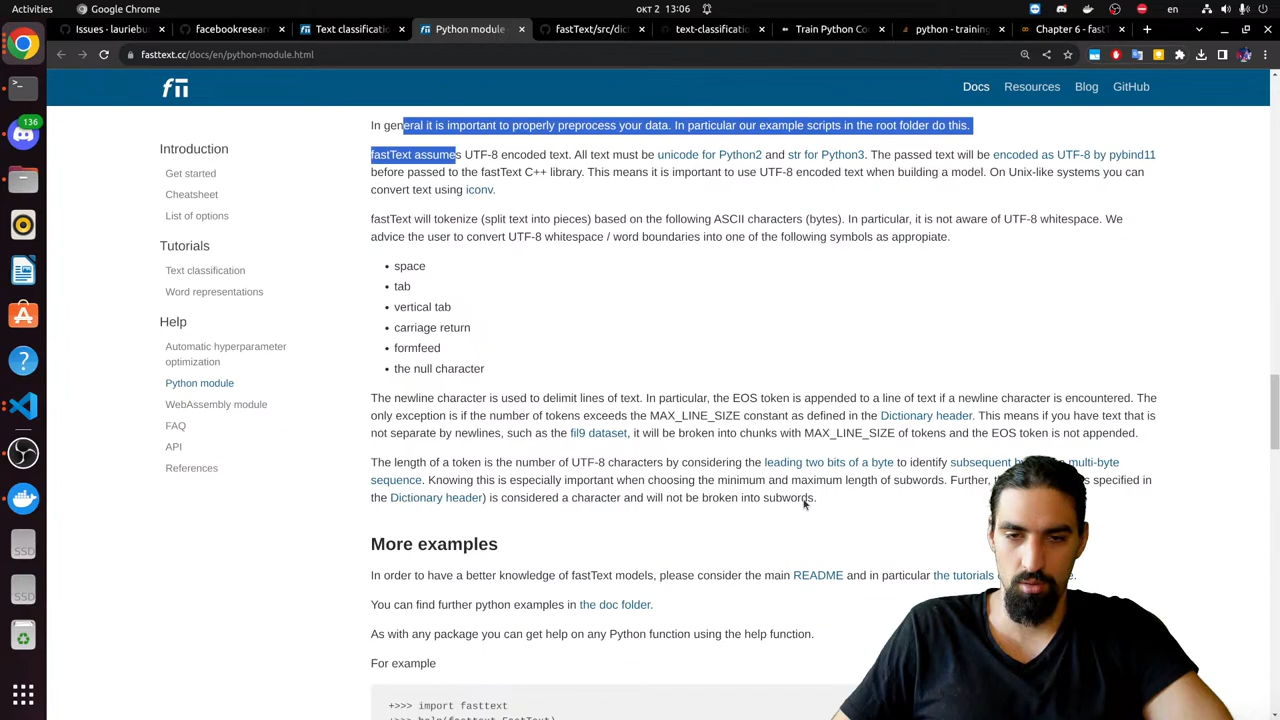 Activities
окт 2 13:06
en
Issues - lauriebur
facebookresear
Text classificati
Python module
fastText/src/dict
text-classificatio
Train Python Co
python - training
Chapter 6 - fastT
fasttext.cc/docs/en/python-module.html
Docs Resources Blog GitHub
136
Introduction
Get started
Cheatsheet
List of options
Tutorials
Text classification
Word representations
Help
Automatic hyperparameter
optimization
Python module
WebAssembly module
FAQ
API
References
In general it is important to properly preprocess your data. In particular our example scripts in the root folder do this.
fastText assumes UTF-8 encoded text. All text must be unicode for Python2 and str for Python3. The passed text will be encoded as UTF-8 by pybind11
before passed to the fastText C++ library. This means it is important to use UTF-8 encoded text when building a model. On Unix-like systems you can
convert text using iconv.
fastText will tokenize (split text into pieces) based on the following ASCII characters (bytes). In particular, it is not aware of UTF-8 whitespace. We
advice the user to convert UTF-8 whitespace / word boundaries into one of the following symbols as appropiate.
• space
• tab
• vertical tab
• carriage return
• formfeed
• the null character
The newline character is used to delimit lines of text. In particular, the EOS token is appended to a line of text if a newline character is encountered. The
only exception is if the number of tokens exceeds the MAX_LINE_SIZE constant as defined in the Dictionary header. This means if you have text that is
not separate by newlines, such as the fil9 dataset, it will be broken into chunks with MAX_LINE_SIZE of tokens and the EOS token is not appended.
The length of a token is the number of UTF-8 characters by considering the leading two bits of a byte to identify subsequent multi-byte
sequence. Knowing this is especially important when choosing the minimum and maximum length of subwords. Further, specified in
the Dictionary header) is considered a character and will not be broken into subwords.
More examples
In order to have a better knowledge of fastText models, please consider the main README and in particular the tutorials
You can find further python examples in the doc folder.
As with any package you can get help on any Python function using the help function.
For example
+>>> import fasttext
+>>> help(fasttext.FastText)
SSD
SSD